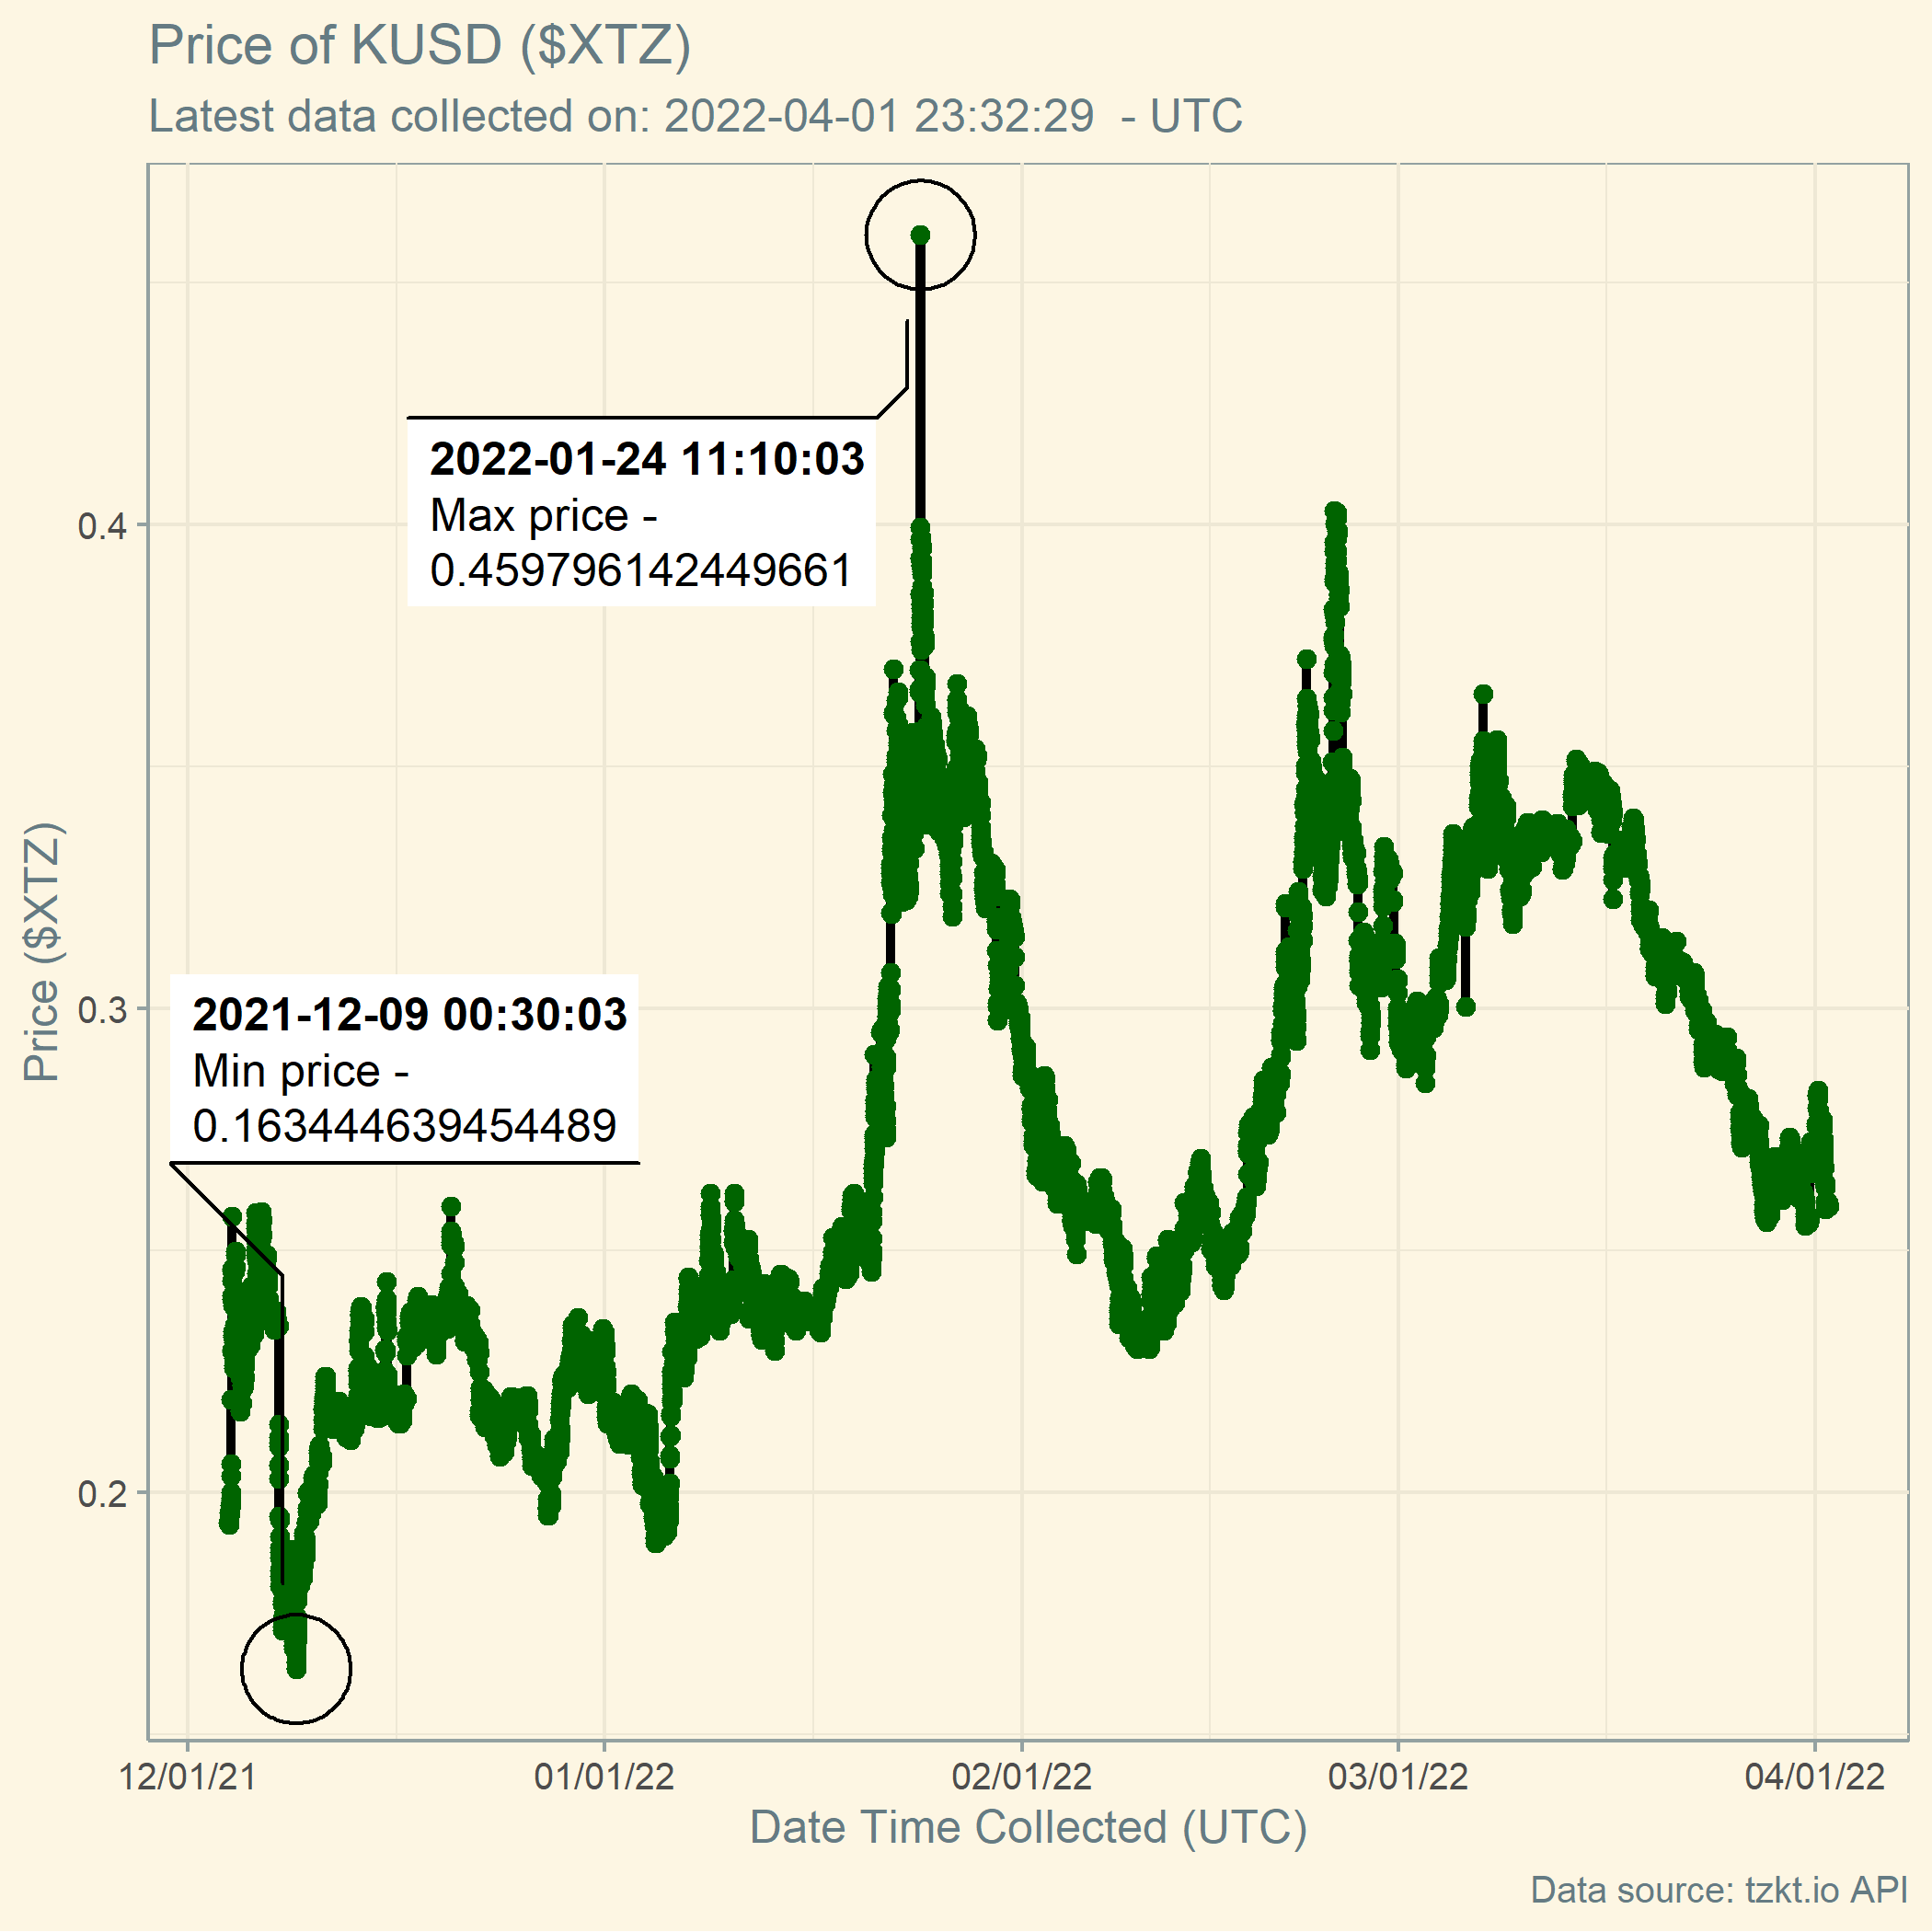 Price of KUSD ($XTZ)
Latest data collected on: 2022-04-01 23:32:29  - UTC
2022-01-24 11:10:03
Max price -
0.459796142449661
0.4
0.3
0.2
Price ($XTZ)
2021-12-09 00:30:03
Min price -
0.163444639454489
12/01/21
01/01/22
02/01/22
03/01/22
04/01/22
Date Time Collected (UTC)
Data source: tzkt.io API